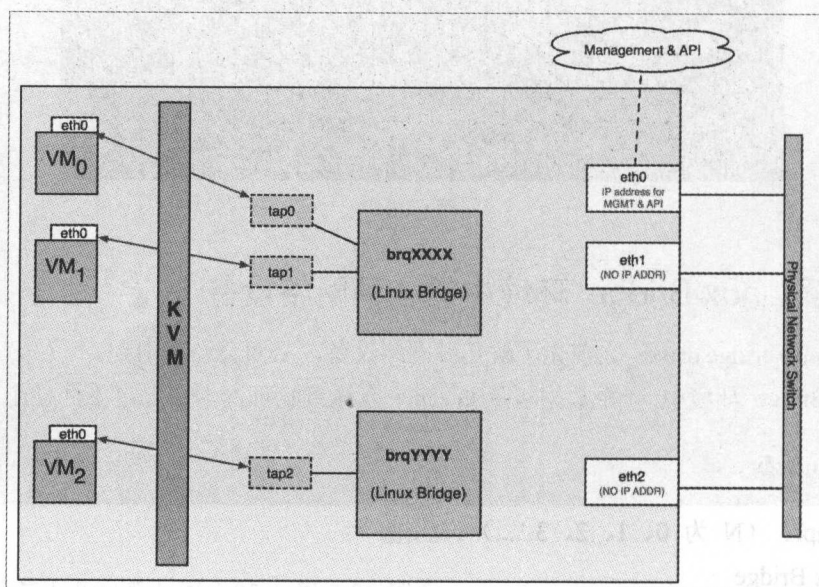 Management & API
eth0
VM0
eth0
VM1
eth0
VM2
K
V
M
tap0
tap1
tap2
brqXXXX
(Linux Bridge)
brqYYYY
(Linux Bridge)
eth0
IP address for
MGMT & API
eth1
(NO IP ADDR)
eth2
(NO IP ADDR)
Physical Network Switch